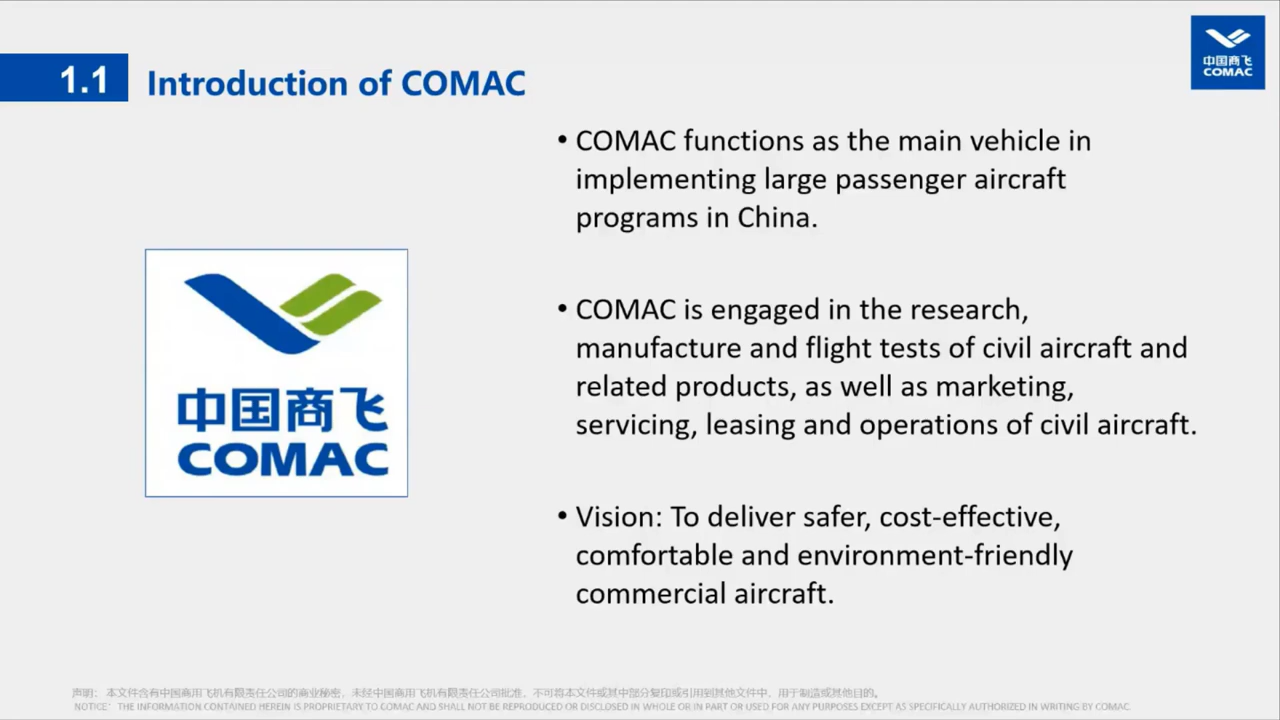 中国商飞
COMAC
1.1 Introduction of COMAC
• COMAC functions as the main vehicle in
implementing large passenger aircraft
programs in China.
• COMAC is engaged in the research,
manufacture and flight tests of civil aircraft and
related products, as well as marketing,
servicing, leasing and operations of civil aircraft.
• Vision: To deliver safer, cost-effective,
comfortable and environment-friendly
commercial aircraft.
中国商飞
COMAC
声明: 本文件含有中国商用飞机有限责任公司的商业秘密, 未经中国商用飞机有限责任公司批准, 不可将本文件或其中部分复印或引用到其他文件中, 用于制造或其他目的。
NOTICE: THE INFORMATION CONTAINED HEREIN IS PROPRIETARY TO COMAC AND SHALL NOT BE REPRODUCED OR DISCLOSED IN WHOLE OR IN PART OR USED FOR ANY PURPOSES EXCEPT AS SPECIFICALLY AUTHORIZED IN WRITING BY COMAC